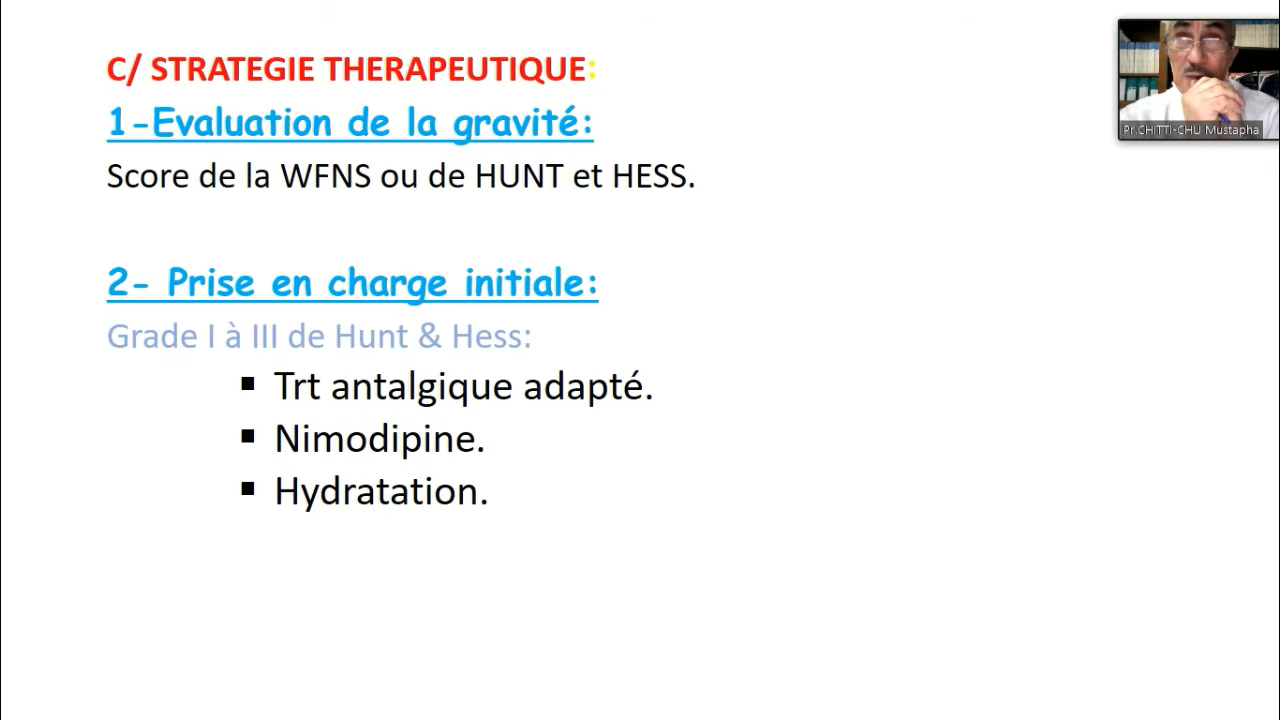 C/ STRATEGIE THERAPEUTIQUE:
1-Evaluation de la gravité:
Score de la WFNS ou de HUNT et HESS.
2- Prise en charge initiale:
Grade I à III de Hunt & Hess:
▪ Trt antalgique adapté.
▪ Nimodipine.
▪ Hydratation.
Pr.CHITTI-CHU Mustapha